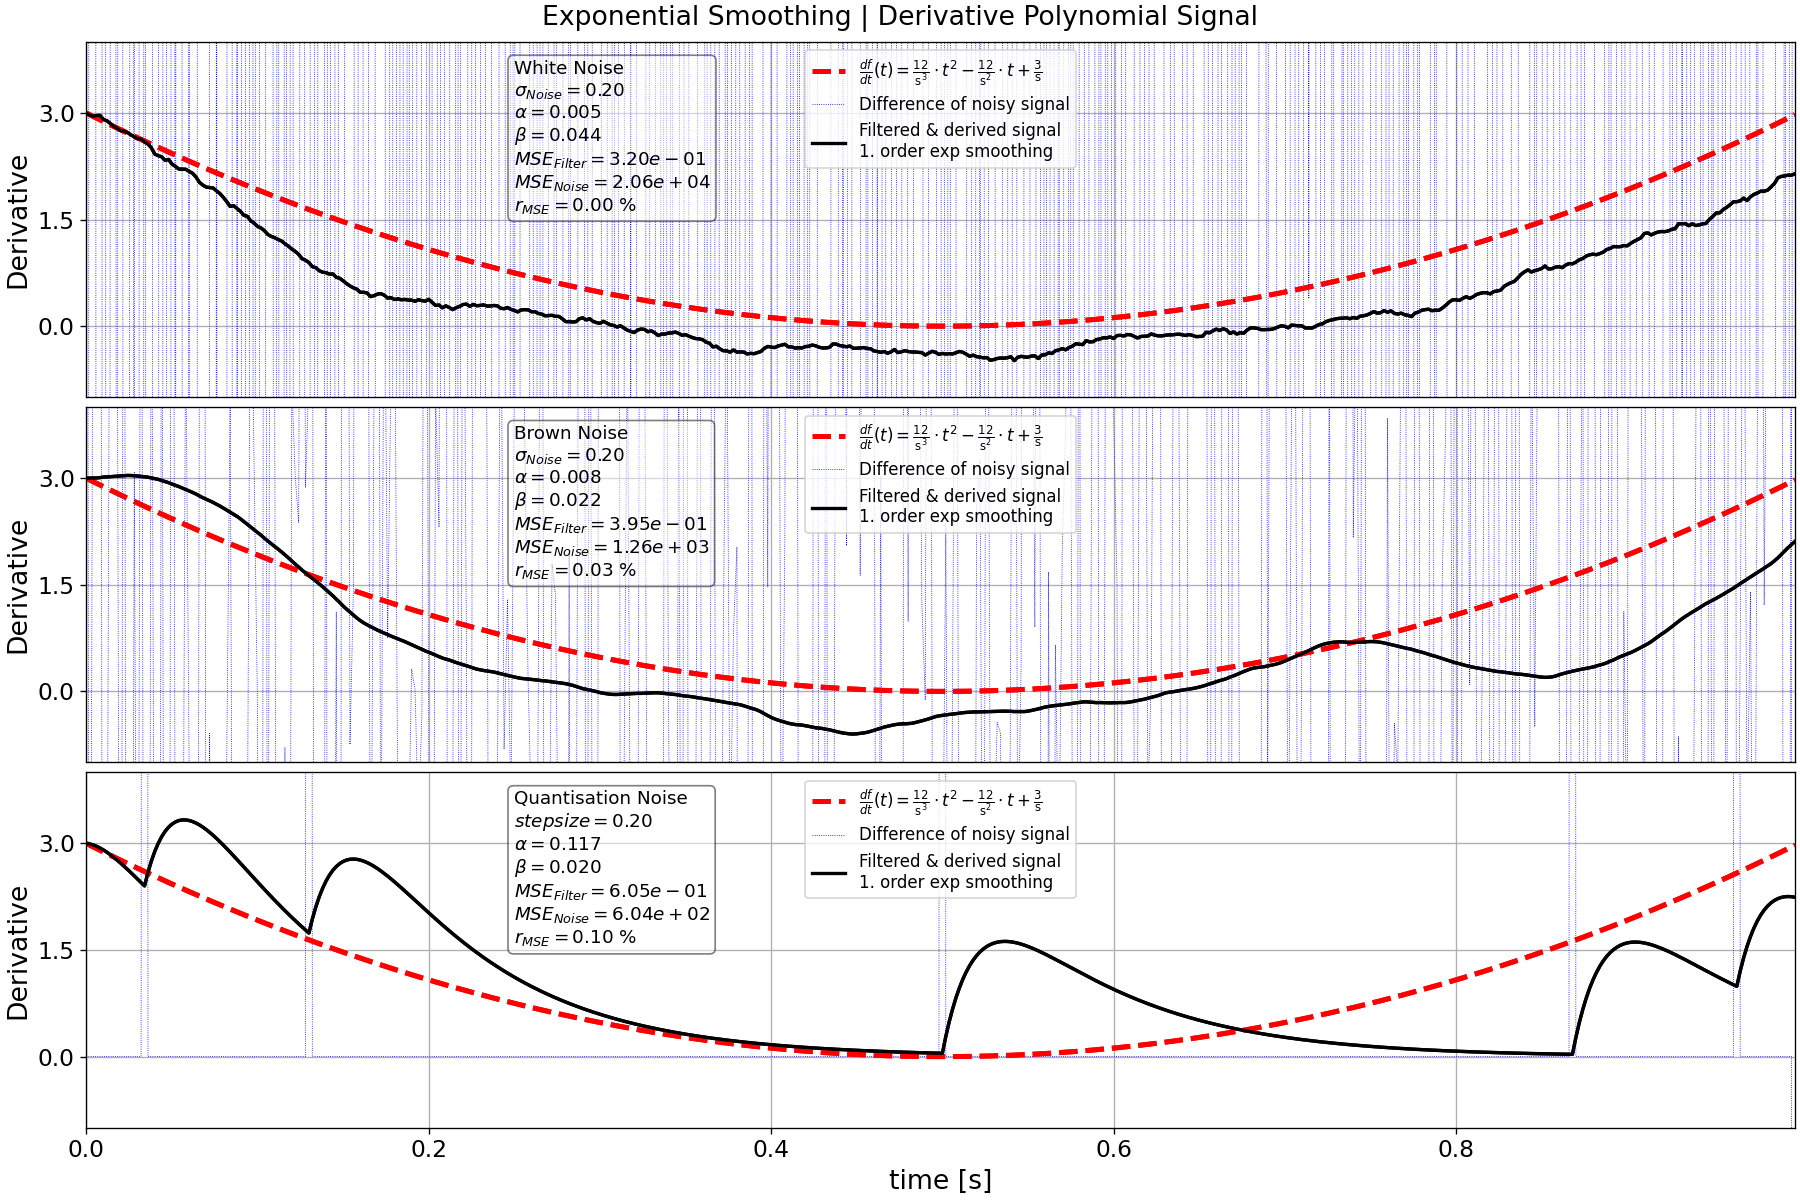 Exponential Smoothing | Derivative Polynomial Signal
Derivative
3.0
1.5
0.0
White Noise
σ_Noise = 0.20
α = 0.005
β = 0.044
MSE_Filter = 3.20e − 01
MSE_Noise = 2.06e + 04
r_MSE = 0.00 %
df/dt(t) = 12/s³ · t² − 12/s² · t + 3/s
Difference of noisy signal
Filtered & derived signal
1. order exp smoothing
Derivative
3.0
1.5
0.0
Brown Noise
σ_Noise = 0.20
α = 0.008
β = 0.022
MSE_Filter = 3.95e − 01
MSE_Noise = 1.26e + 03
r_MSE = 0.03 %
df/dt(t) = 12/s³ · t² − 12/s² · t + 3/s
Difference of noisy signal
Filtered & derived signal
1. order exp smoothing
Derivative
3.0
1.5
0.0
Quantisation Noise
stepsize = 0.20
α = 0.117
β = 0.020
MSE_Filter = 6.05e − 01
MSE_Noise = 6.04e + 02
r_MSE = 0.10 %
df/dt(t) = 12/s³ · t² − 12/s² · t + 3/s
Difference of noisy signal
Filtered & derived signal
1. order exp smoothing
0.0 0.2 0.4 0.6 0.8
time [s]